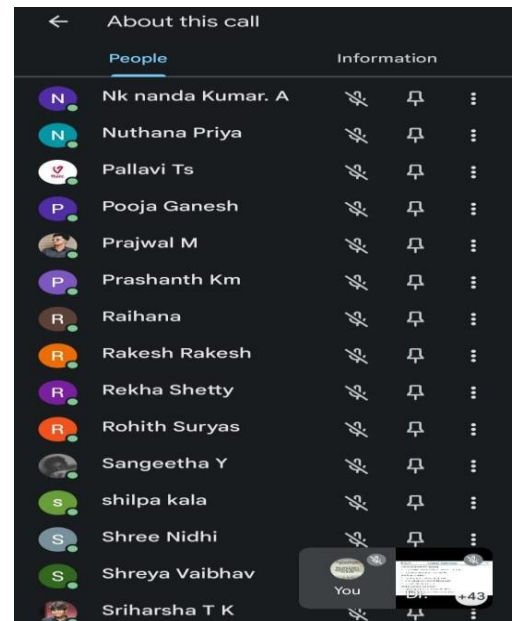 About this call
People Information
N Nk nanda Kumar. A
N Nuthana Priya
Pallavi Ts
P Pooja Ganesh
Prajwal M
P Prashanth Km
R Raihana
R Rakesh Rakesh
R Rekha Shetty
R Rohith Suryas
Sangeetha Y
s shilpa kala
S Shree Nidhi
S Shreya Vaibhav
You Dr. +43
Sriharsha T K